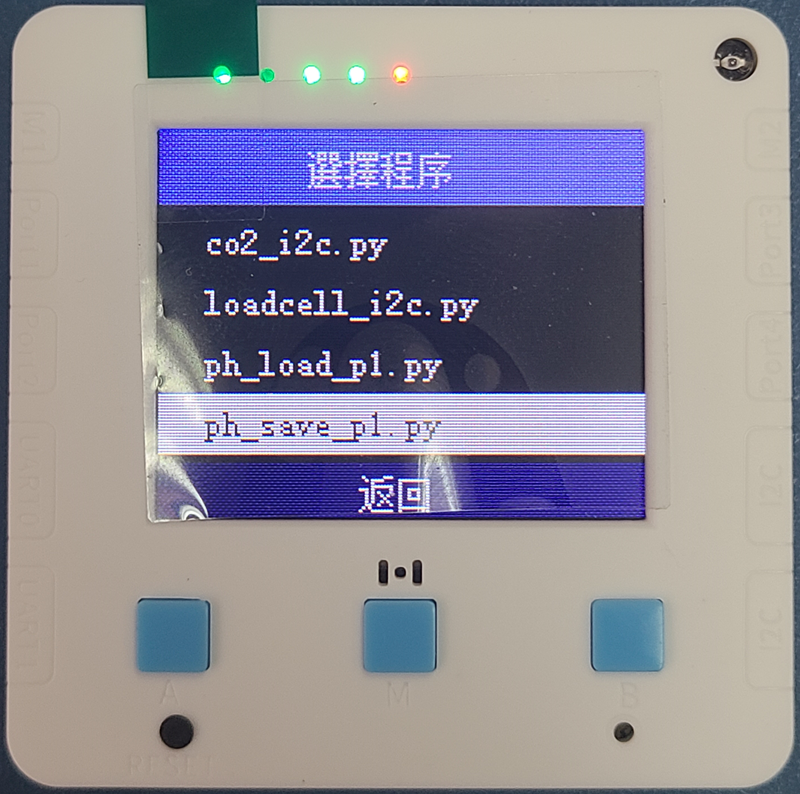 選擇程序
co2_i2c.py
loadcell_i2c.py
ph_load_p1.py
ph_save_p1.py
返回
M1
Port1
Port2
UART0
UART1
Port3
Port4
I2C
I2C
A
M
B
RESET